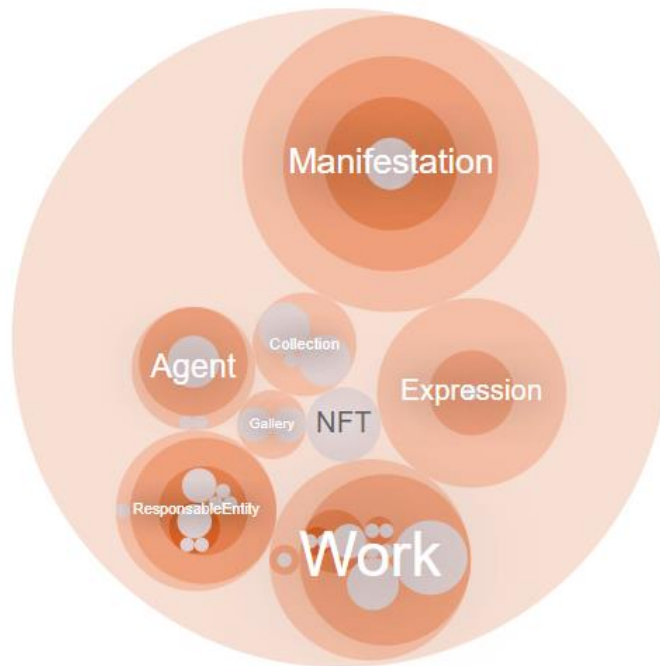 Manifestation
Collection
Agent
Expression
Gallery
NFT
ResponsableEntity
Work